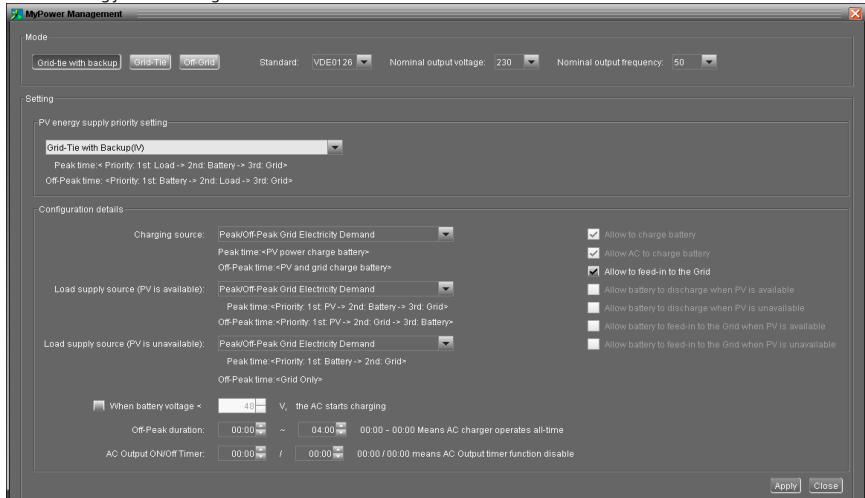 MyPower Management
Mode
Grid-tie with backup Grid-Tie Off-Grid Standard: VDE0126 Nominal output voltage: 230 Nominal output frequency: 50
Setting
PV energy supply priority setting
Grid-Tie with Backup(IV)
Peak time:< Priority: 1st: Load -> 2nd: Battery -> 3rd: Grid>
Off-Peak time: <Priority: 1st: Battery -> 2nd: Load -> 3rd: Grid>
Configuration details
Charging source: Peak/Off-Peak Grid Electricity Demand Allow to charge battery
Peak time:<PV power charge battery> Allow AC to charge battery
Off-Peak time:<PV and grid charge battery> Allow to feed-in to the Grid
Load supply source (PV is available): Peak/Off-Peak Grid Electricity Demand Allow battery to discharge when PV is available
Peak time:<Priority: 1st: PV-> 2nd: Battery -> 3rd: Grid> Allow battery to discharge when PV is unavailable
Off-Peak time:<Priority: 1st: PV -> 2nd: Grid -> 3rd: Battery> Allow battery to feed-in to the Grid when PV is available
Load supply source (PV is unavailable): Peak/Off-Peak Grid Electricity Demand Allow battery to feed-in to the Grid when PV is unavailable
Peak time:<Priority: 1st: Battery -> 2nd: Grid>
Off-Peak time:<Grid Only>
When battery voltage < 48 V, the AC starts charging
Off-Peak duration: 00:00 ~ 04:00 00:00 - 00:00 Means AC charger operates all-time
AC Output ON/Off Timer: 00:00 / 00:00 00:00 / 00:00 means AC Output timer function disable
Apply Close